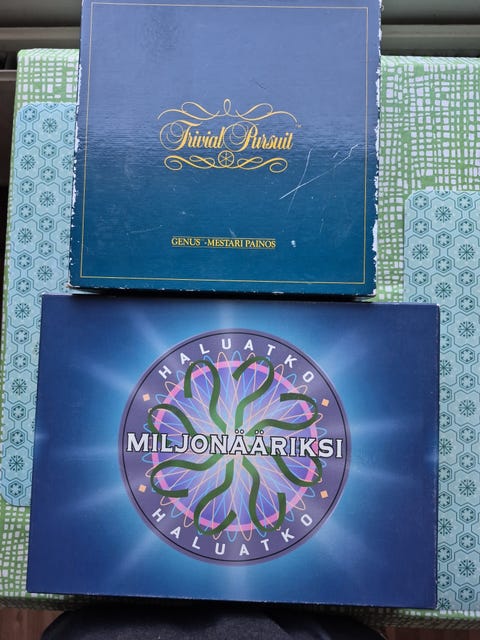 Trivial Pursuit
GENUS -MESTARI PAINOS
HALUATKO
MILJONÄÄRIKSI
HALUATKO